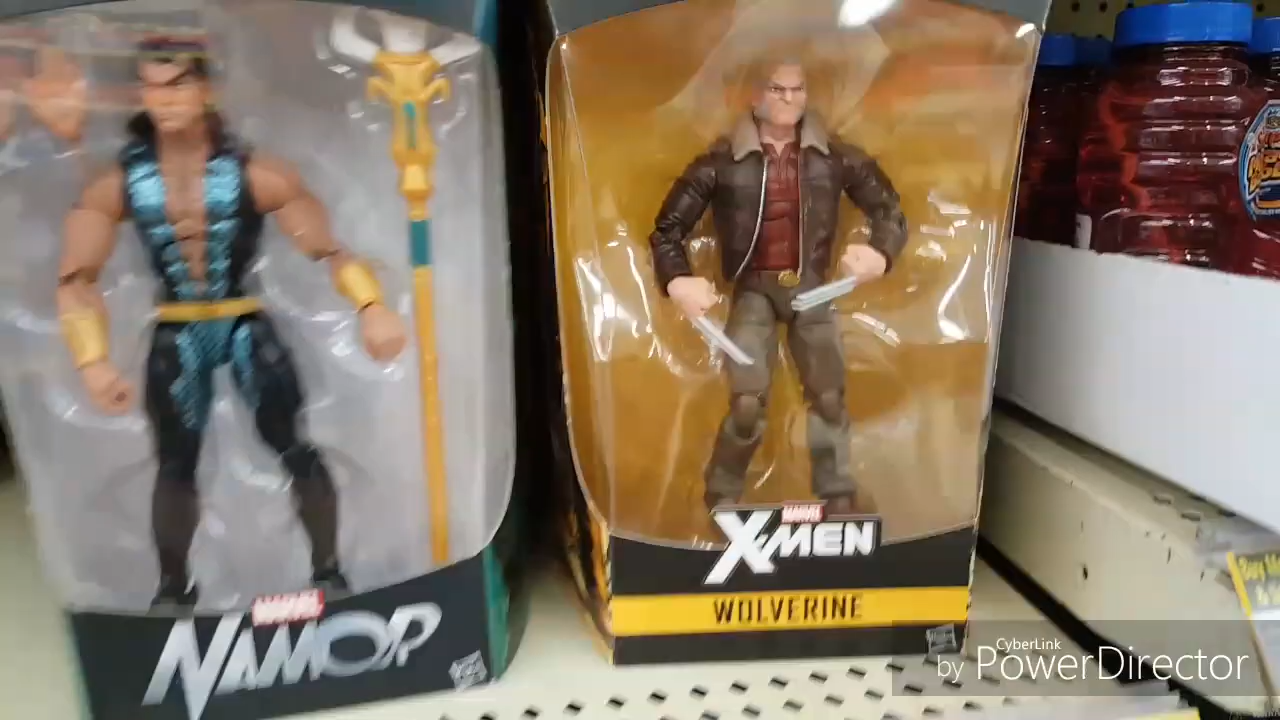 MARVEL
NAMOR
MARVEL
X-MEN
WOLVERINE
CyberLink
by PowerDirector